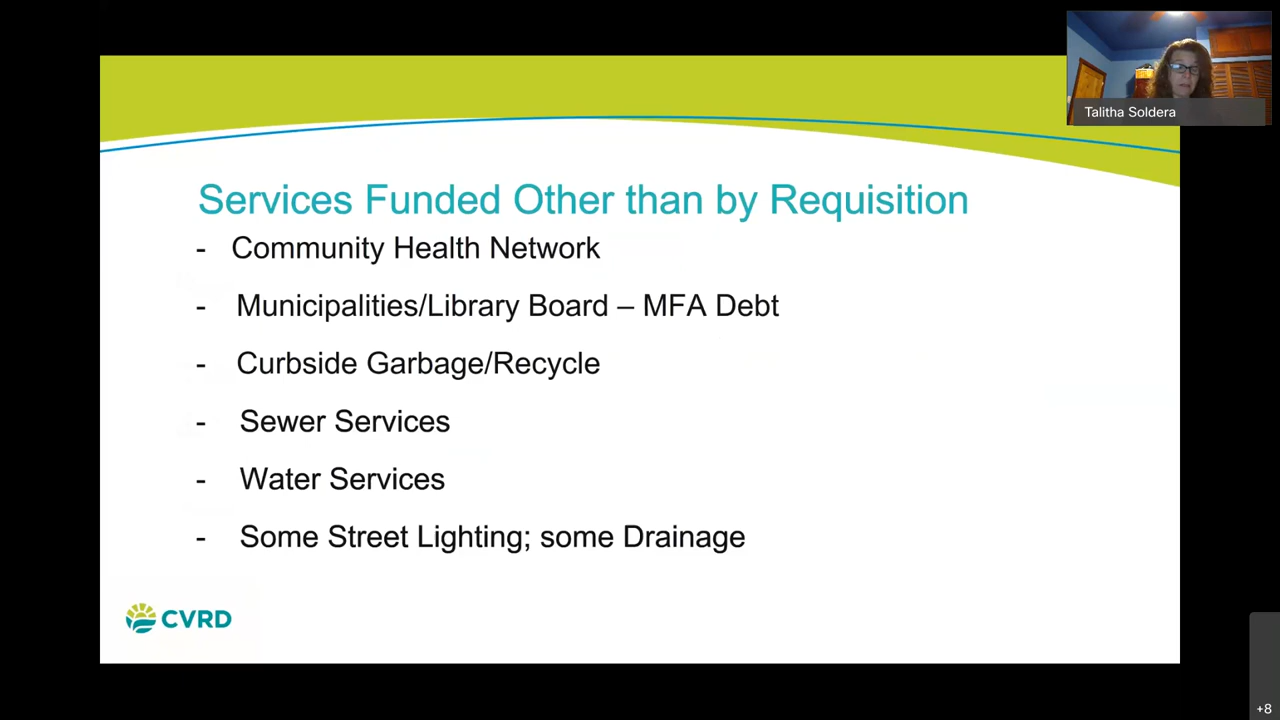 Talitha Soldera
Services Funded Other than by Requisition
- Community Health Network
- Municipalities/Library Board – MFA Debt
- Curbside Garbage/Recycle
- Sewer Services
- Water Services
- Some Street Lighting; some Drainage
CVRD
+8